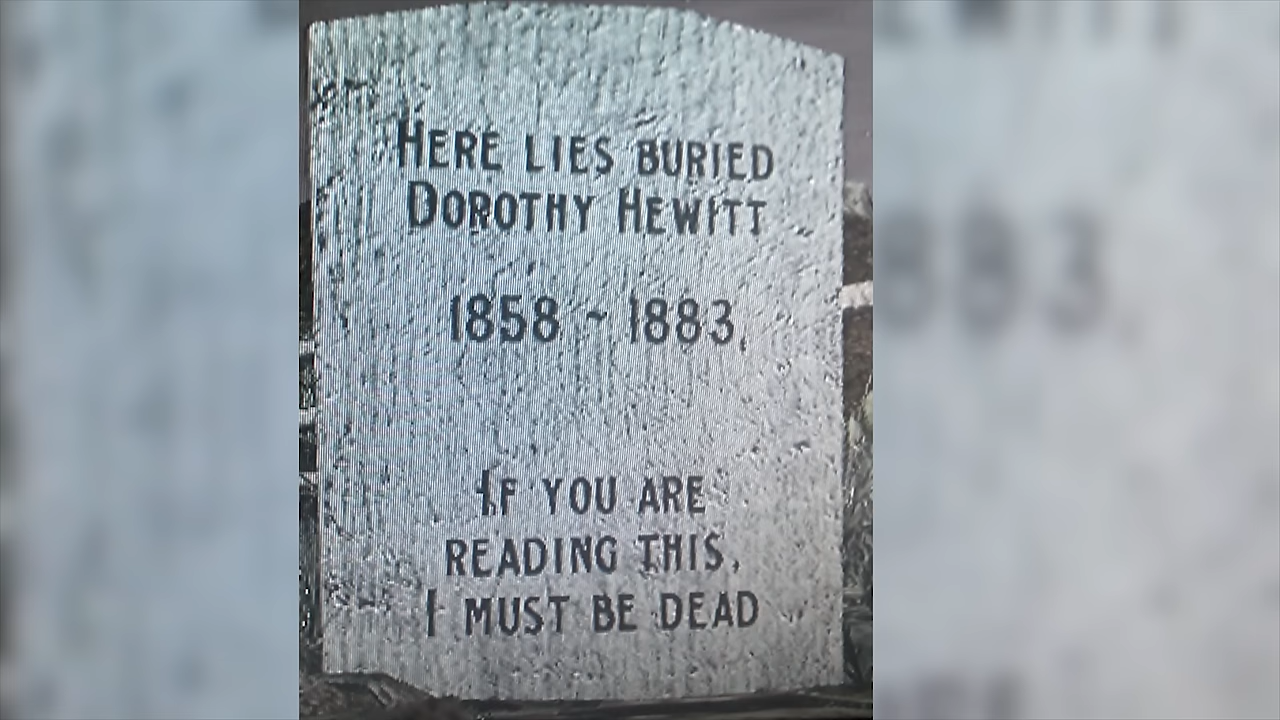 HERE LIES BURIED
DOROTHY HEWITT
1858 ~ 1883
IF YOU ARE
READING THIS,
I MUST BE DEAD